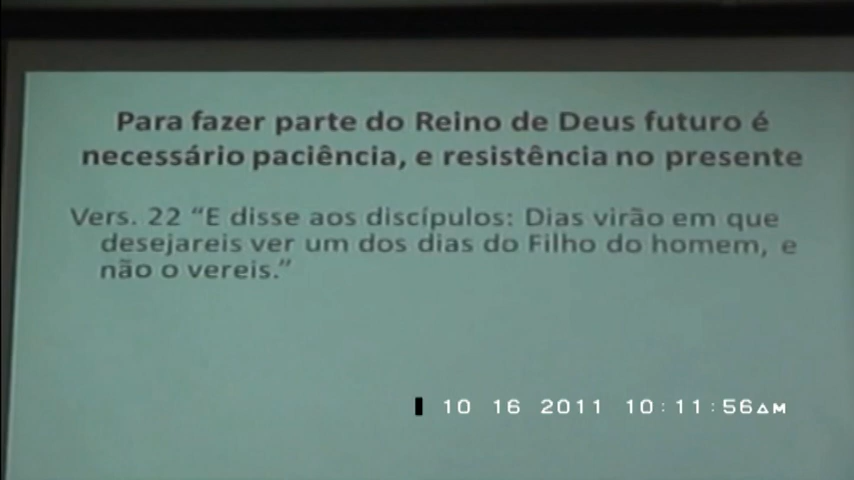 Para fazer parte do Reino de Deus futuro é
necessário paciência, e resistência no presente
Vers. 22 “E disse aos discípulos: Dias virão em que
desejareis ver um dos dias do Filho do homem, e
não o vereis.”
10 16 2011 10:11:56AM